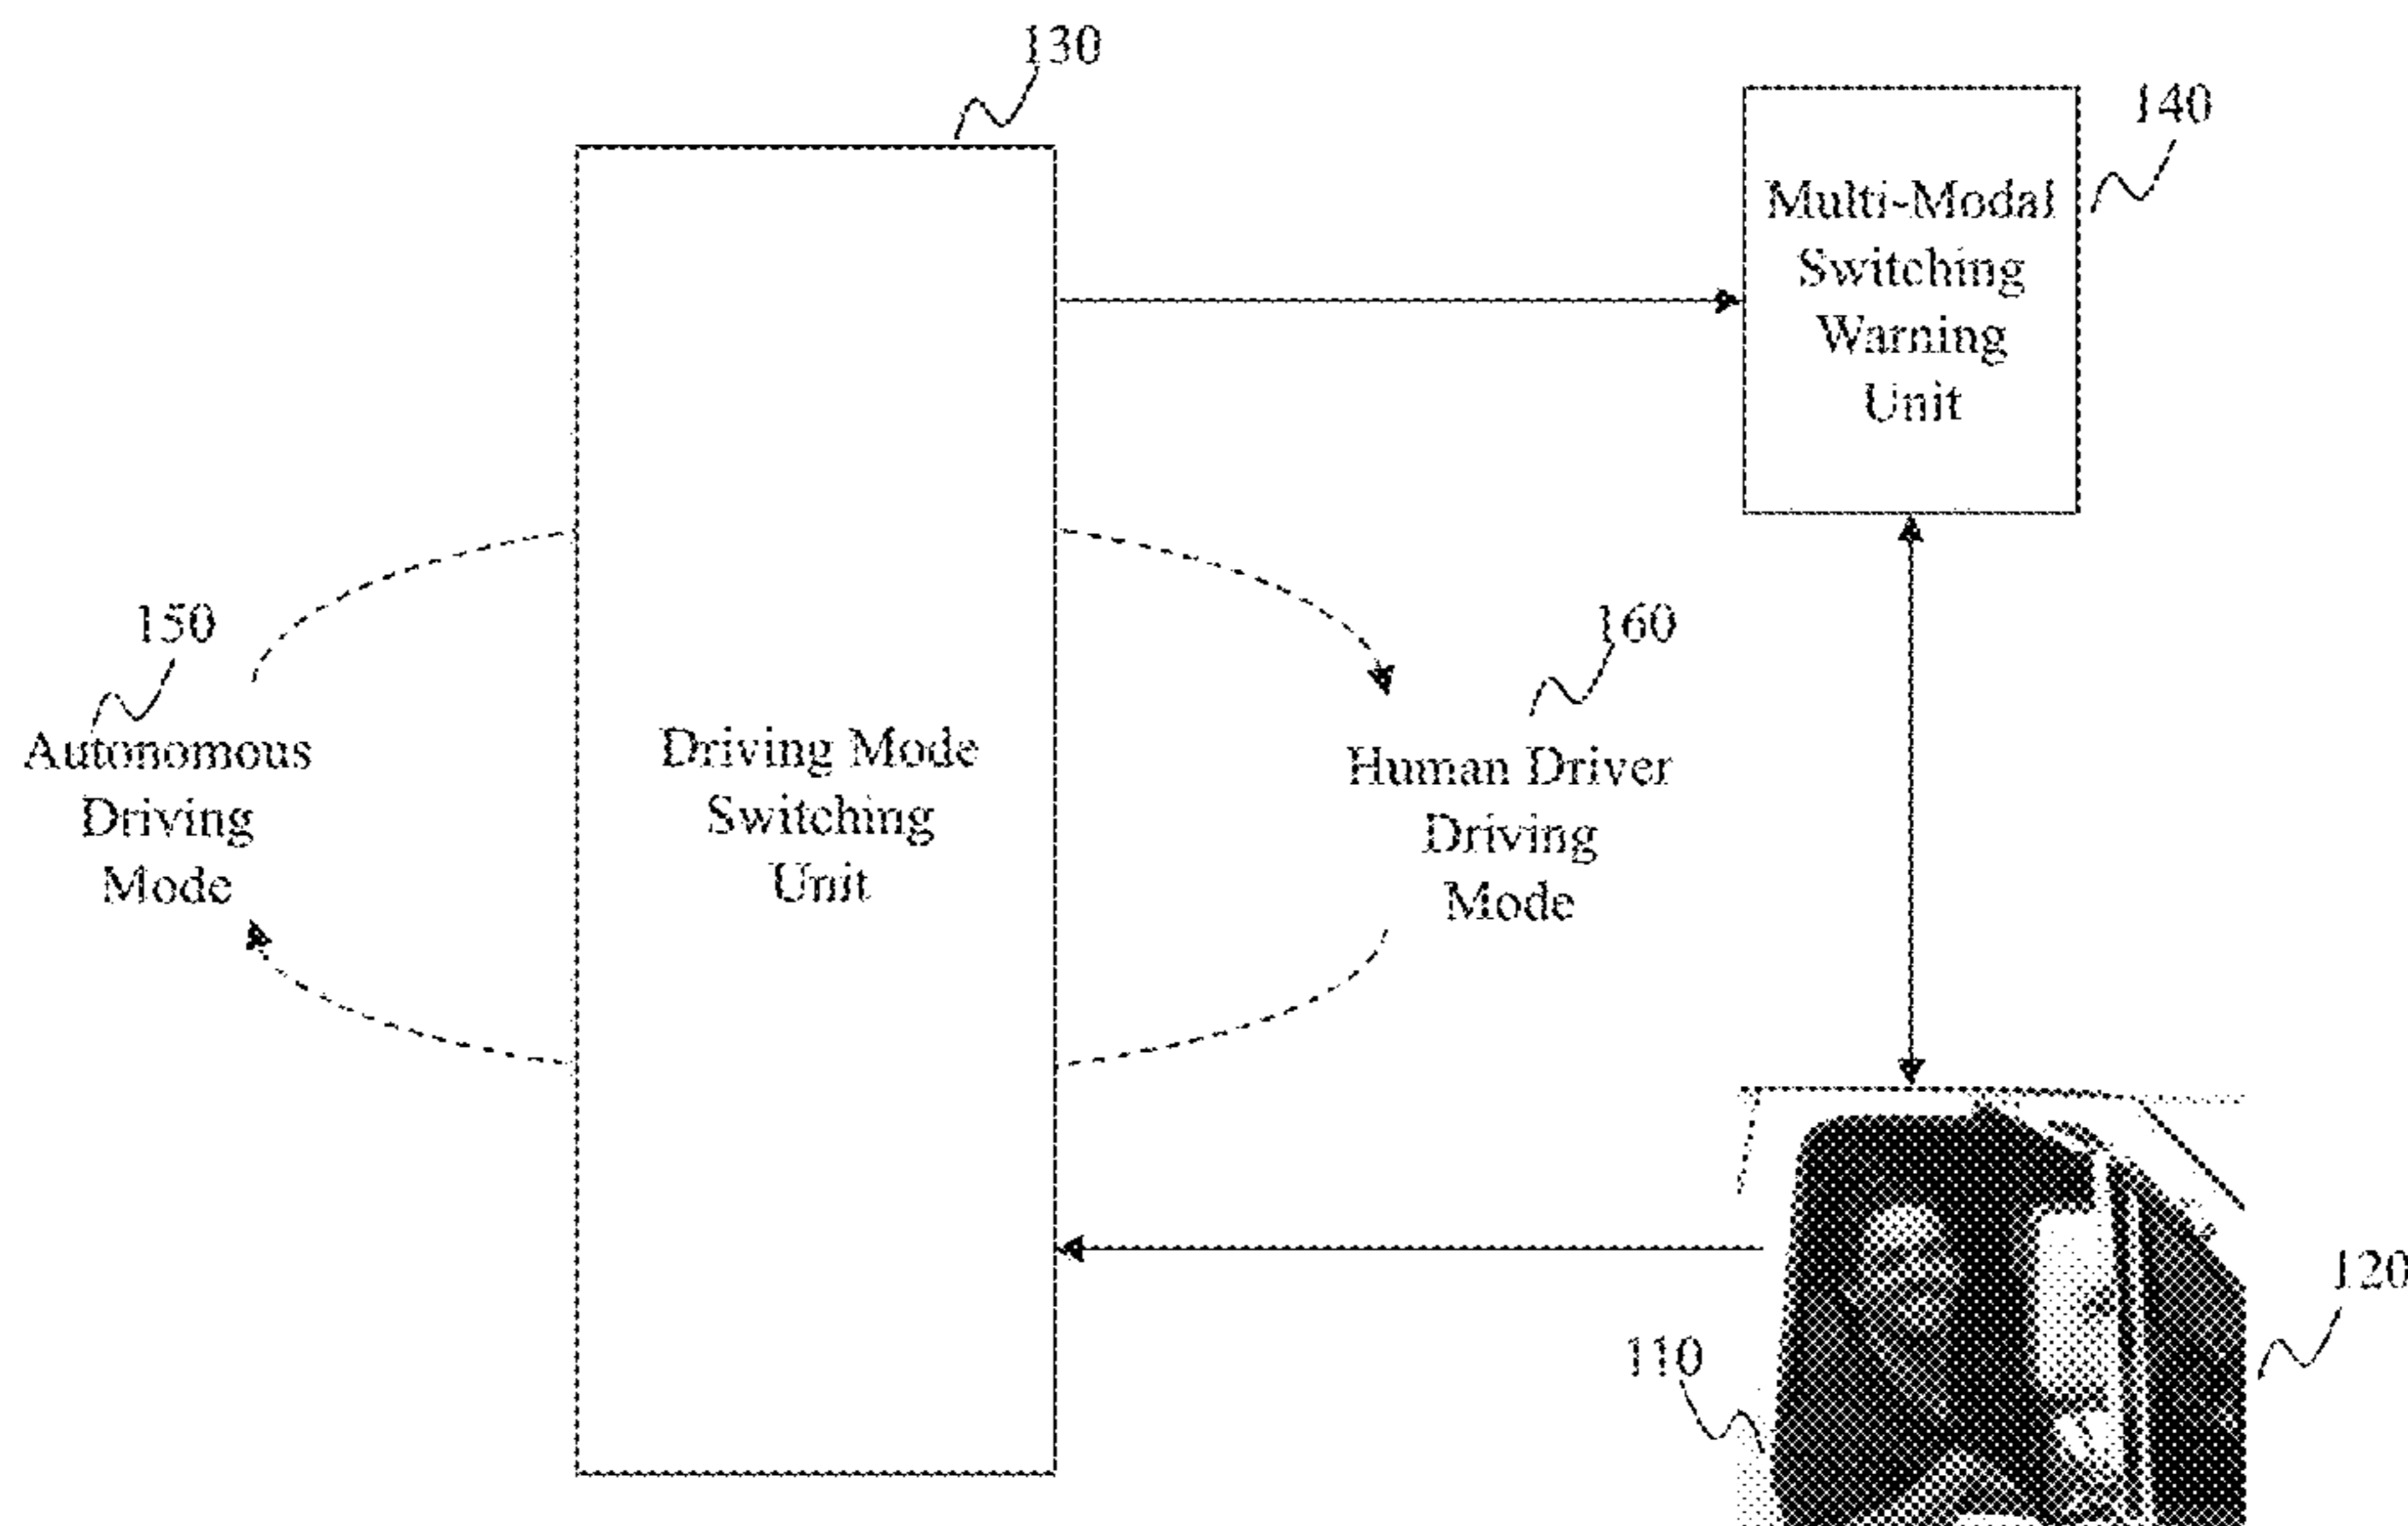 130
140
Multi-Modal
Switching
Warning
Unit
150
160
Autonomous
Driving
Mode
Driving Mode
Switching
Unit
Human Driver
Driving
Mode
120
110